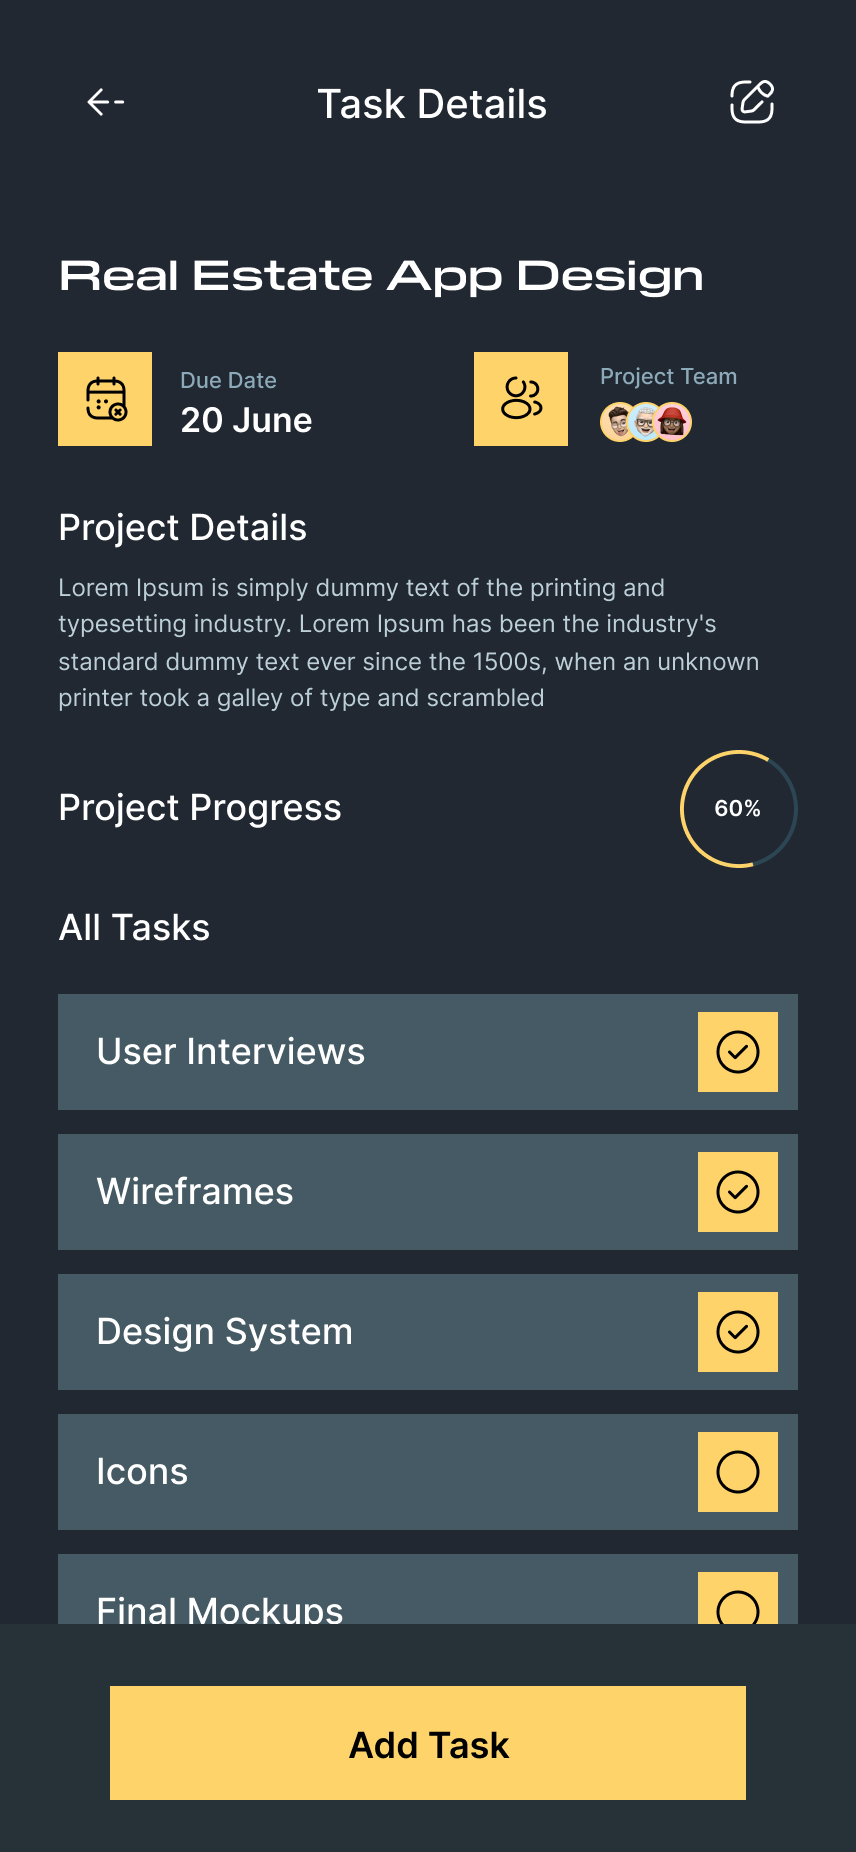 Task Details
Real Estate App Design
Due Date
20 June
Project Team
Project Details
Lorem Ipsum is simply dummy text of the printing and
typesetting industry. Lorem Ipsum has been the industry's
standard dummy text ever since the 1500s, when an unknown
printer took a galley of type and scrambled
Project Progress
60%
All Tasks
User Interviews
Wireframes
Design System
Icons
Final Mockups
Add Task